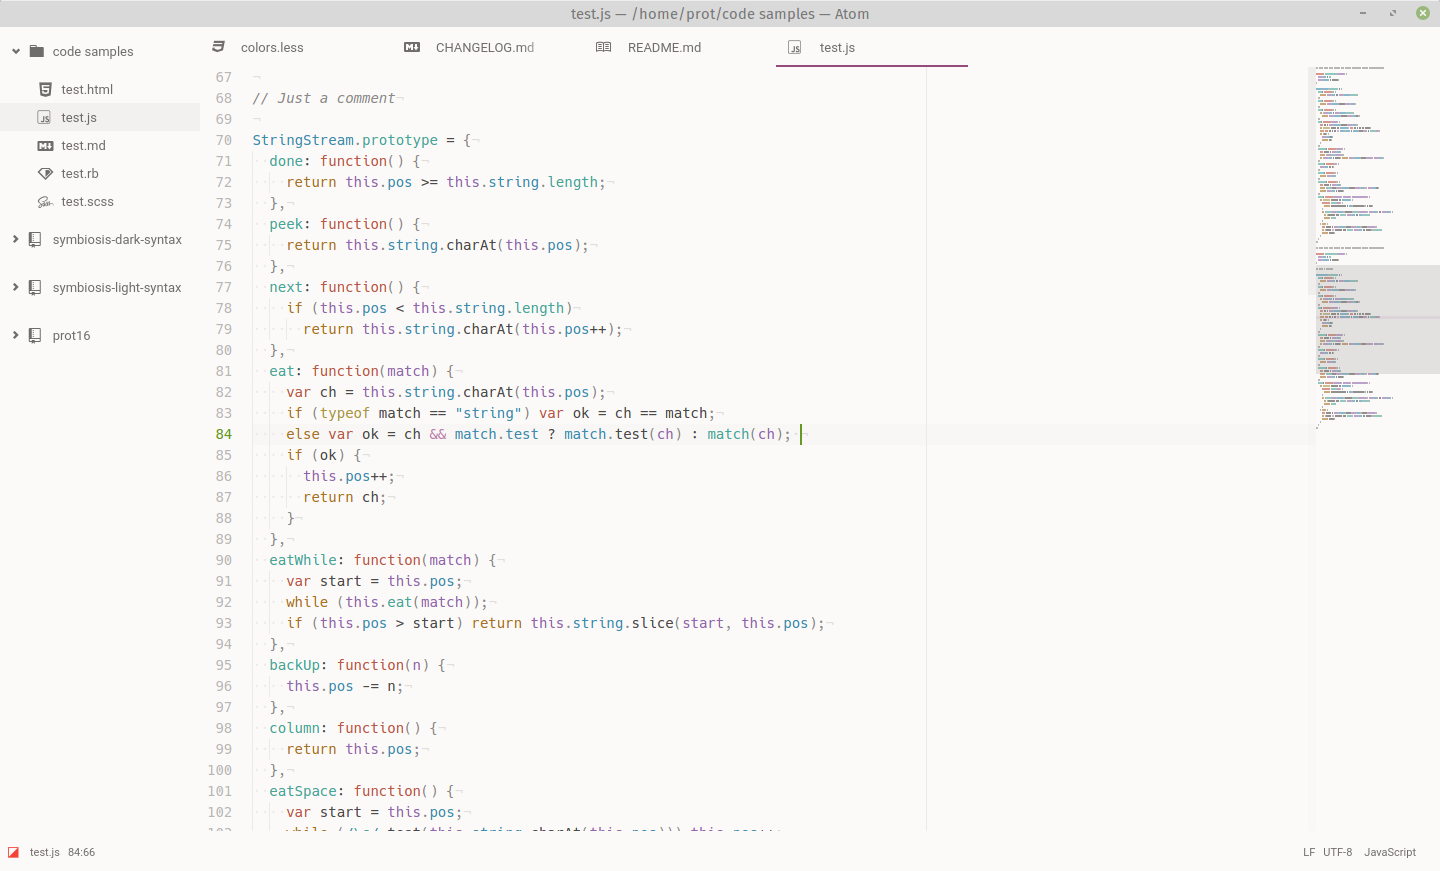 test.js — /home/prot/code samples — Atom
code samples
test.html
test.js
test.md
test.rb
test.scss
symbiosis-dark-syntax
symbiosis-light-syntax
prot16
colors.less
CHANGELOG.md
README.md
test.js
67
68 // Just a comment
69
70 StringStream.prototype = {
71 done: function() {
72 return this.pos >= this.string.length;
73 },
74 peek: function() {
75 return this.string.charAt(this.pos);
76 },
77 next: function() {
78 if (this.pos < this.string.length)
79 return this.string.charAt(this.pos++);
80 },
81 eat: function(match) {
82 var ch = this.string.charAt(this.pos);
83 if (typeof match == "string") var ok = ch == match;
84 else var ok = ch && match.test ? match.test(ch) : match(ch);
85 if (ok) {
86 this.pos++;
87 return ch;
88 }
89 },
90 eatWhile: function(match) {
91 var start = this.pos;
92 while (this.eat(match));
93 if (this.pos > start) return this.string.slice(start, this.pos);
94 },
95 backUp: function(n) {
96 this.pos -= n;
97 },
98 column: function() {
99 return this.pos;
100 },
101 eatSpace: function() {
102 var start = this.pos;
test.js 84:66
LF UTF-8 JavaScript